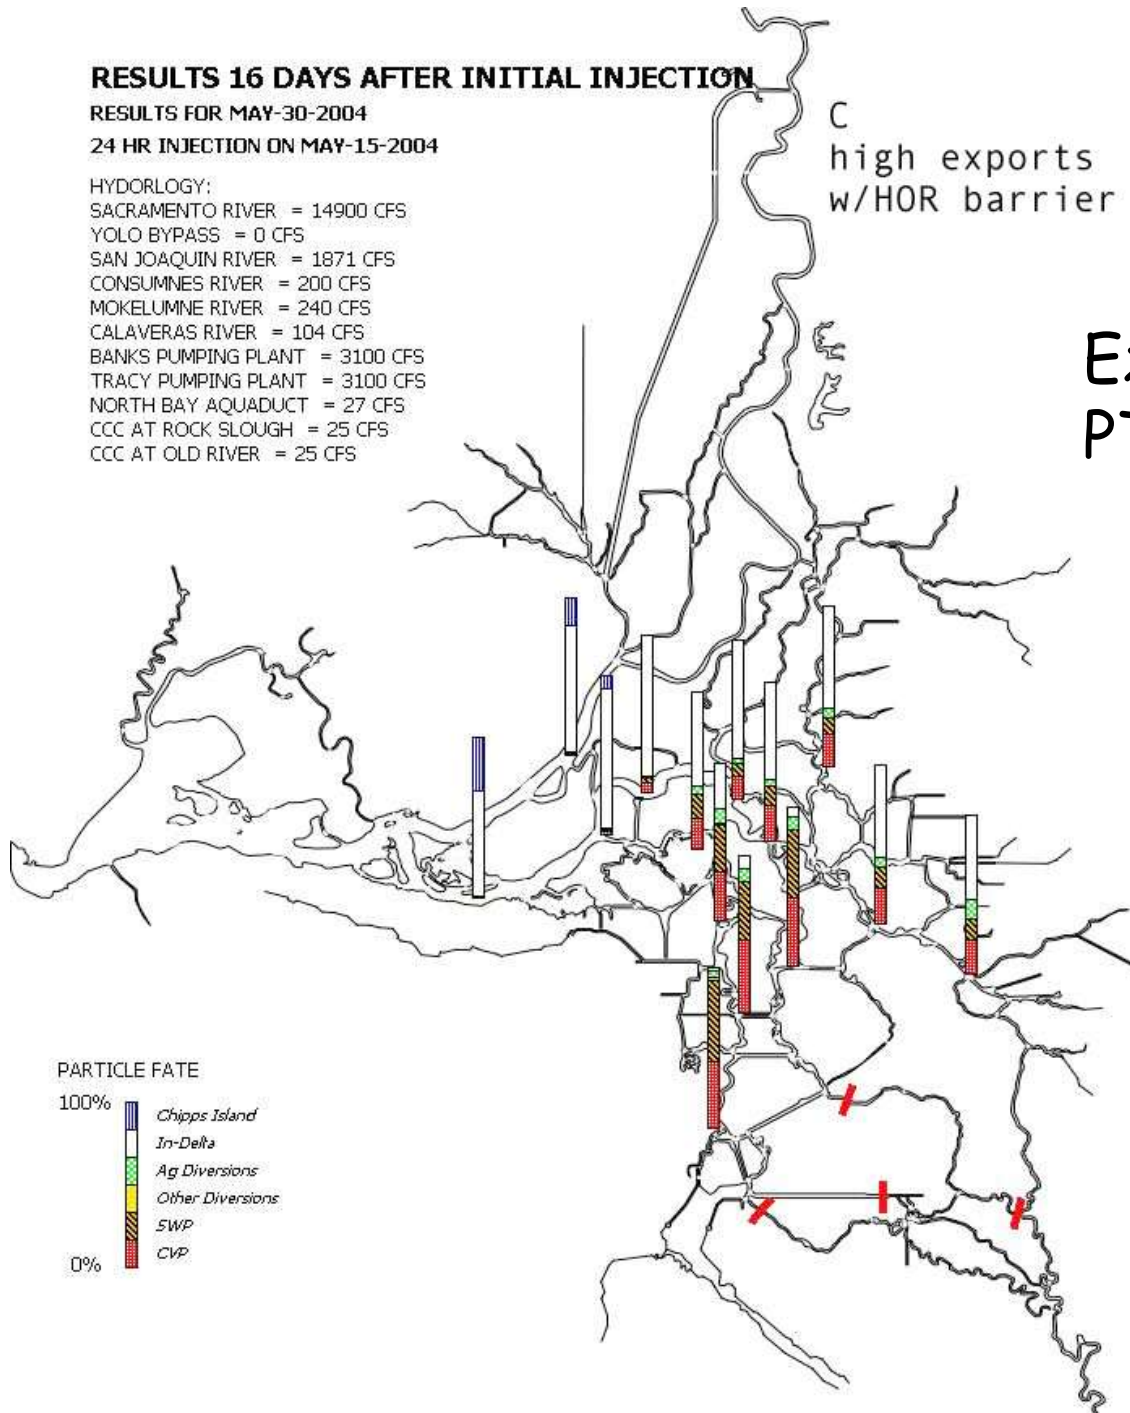 RESULTS 16 DAYS AFTER INITIAL INJECTION
RESULTS FOR MAY-30-2004
24 HR INJECTION ON MAY-15-2004
HYDORLOGY:
SACRAMENTO RIVER = 14900 CFS
YOLO BYPASS = 0 CFS
SAN JOAQUIN RIVER = 1871 CFS
CONSUMNES RIVER = 200 CFS
MOKELUMNE RIVER = 240 CFS
CALAVERAS RIVER = 104 CFS
BANKS PUMPING PLANT = 3100 CFS
TRACY PUMPING PLANT = 3100 CFS
NORTH BAY AQUADUCT = 27 CFS
CCC AT ROCK SLOUGH = 25 CFS
CCC AT OLD RIVER = 25 CFS
C
high exports
w/HOR barrier
PARTICLE FATE
100%
Chipps Island
In-Delta
Ag Diversions
Other Diversions
SWP
CVP
0%